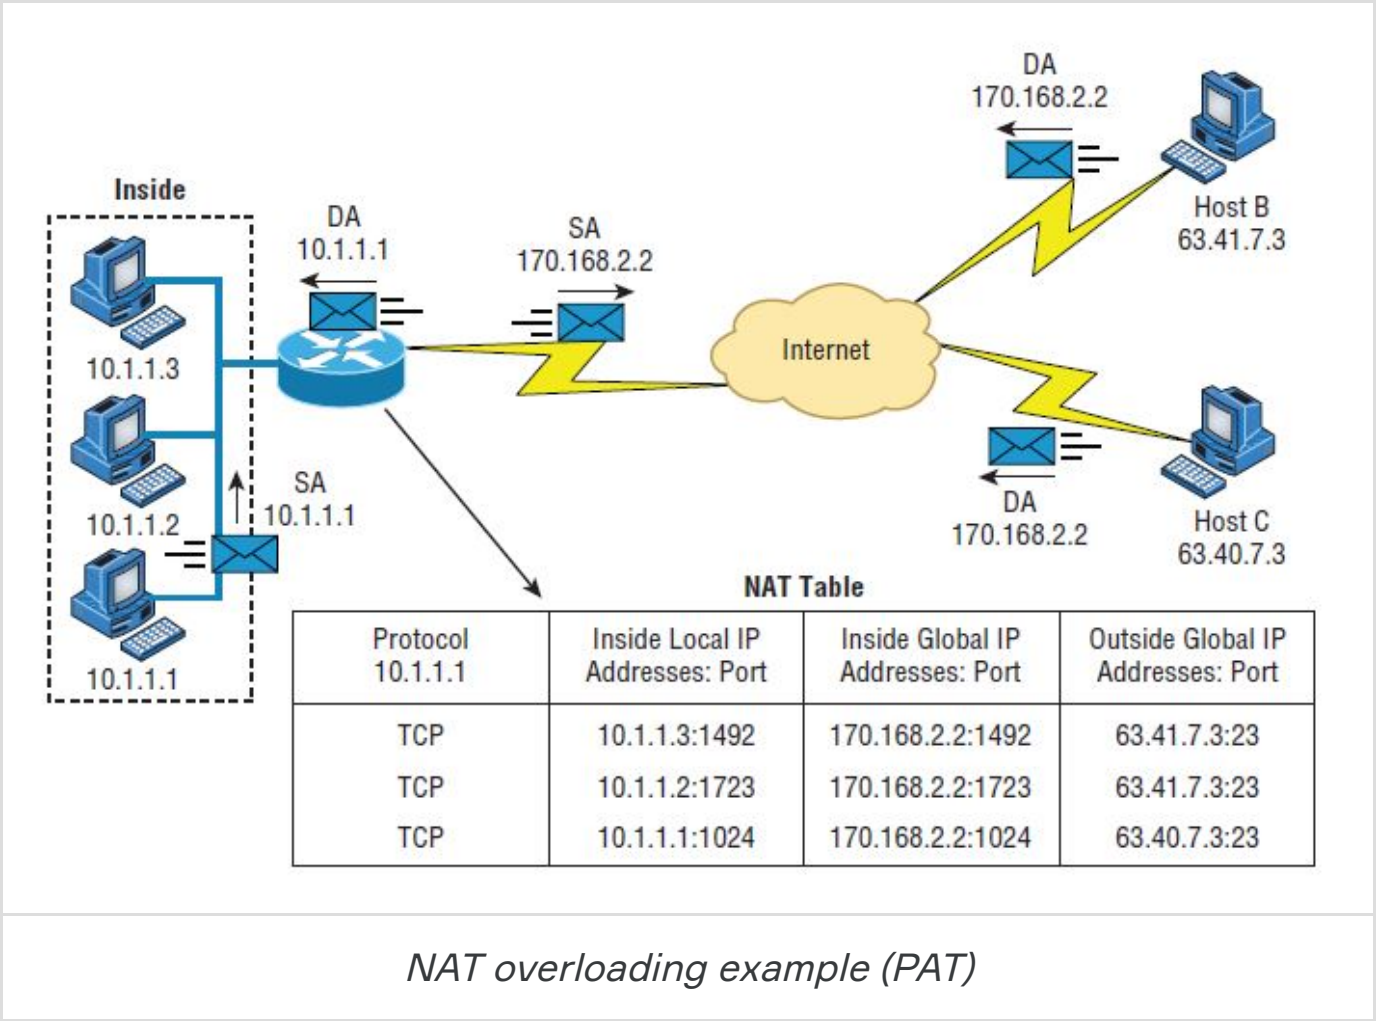 DA
170.168.2.2
Host B
63.41.7.3
Inside
DA
10.1.1.1
SA
170.168.2.2
Internet
10.1.1.3
10.1.1.2
SA
10.1.1.1
10.1.1.1
DA
170.168.2.2
Host C
63.40.7.3
NAT Table
Protocol
10.1.1.1
Inside Local IP
Addresses: Port
Inside Global IP
Addresses: Port
Outside Global IP
Addresses: Port
TCP 10.1.1.3:1492 170.168.2.2:1492 63.41.7.3:23
TCP 10.1.1.2:1723 170.168.2.2:1723 63.41.7.3:23
TCP 10.1.1.1:1024 170.168.2.2:1024 63.40.7.3:23
NAT overloading example (PAT)